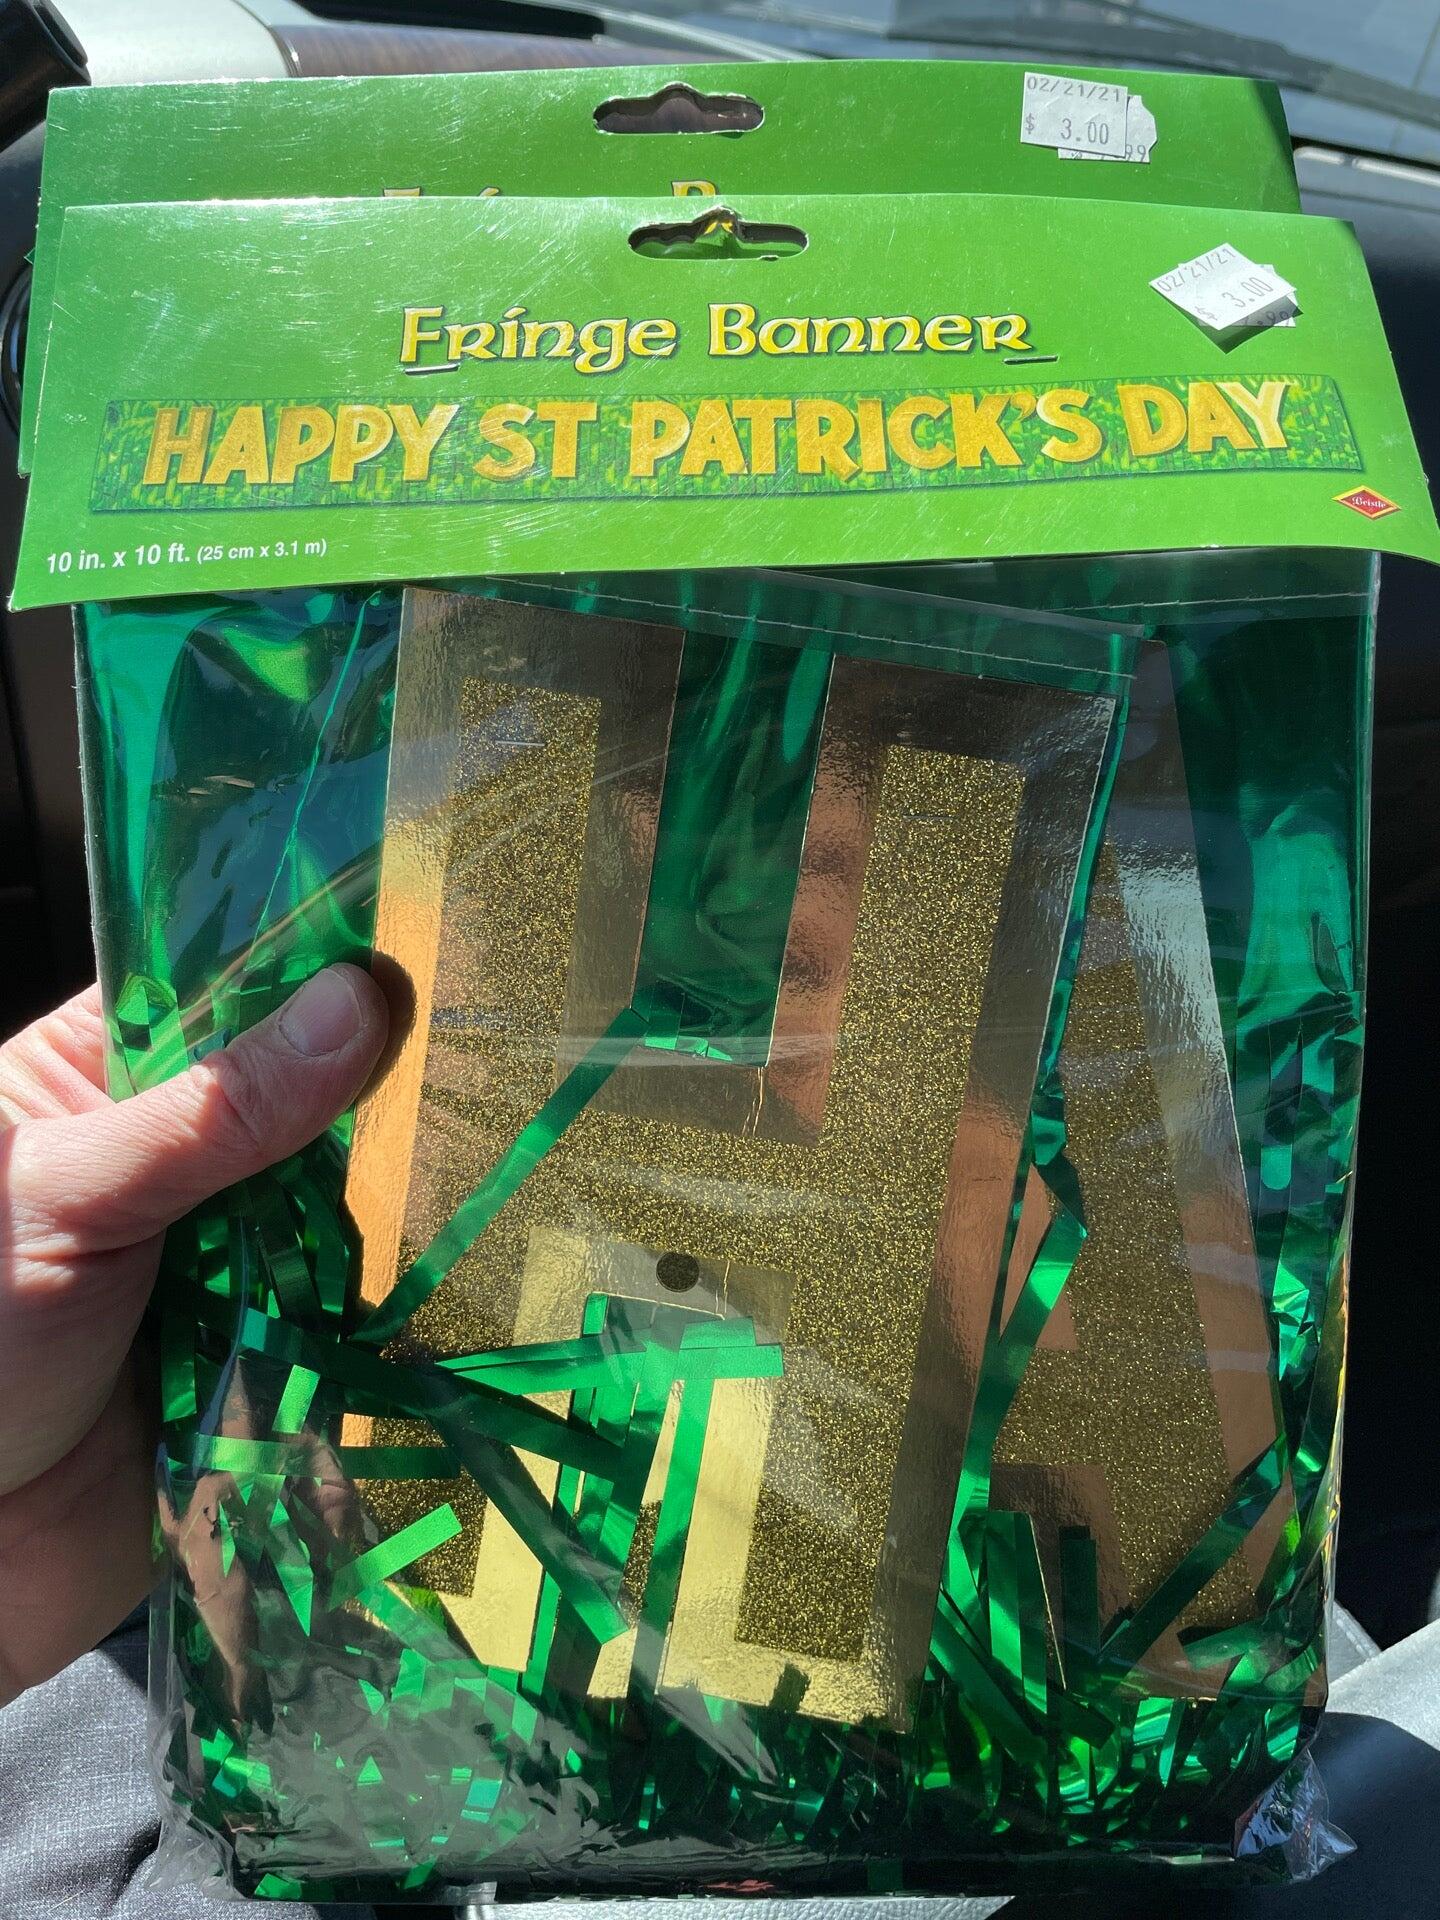 02/21/21
$ 3.00
Fringe Banner
02/21/21
$ 3.00
HAPPY ST PATRICK'S DAY
Beistle
10 in. x 10 ft. (25 cm x 3.1 m)